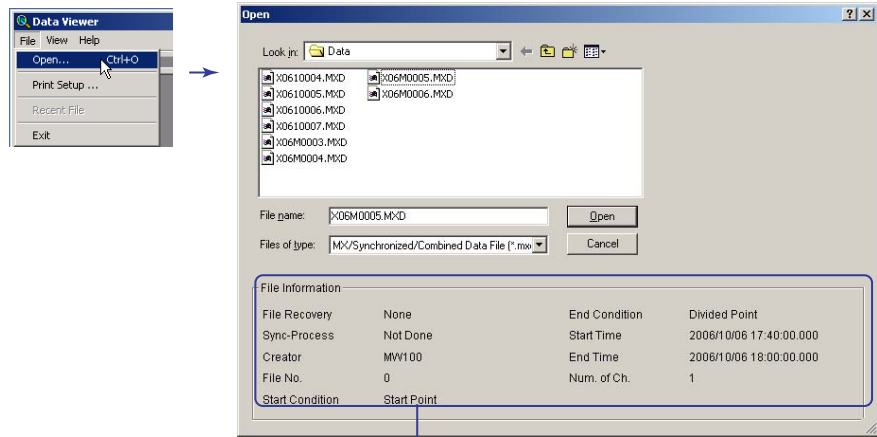 Data Viewer
File View Help
Open... Ctrl+O
Print Setup ...
Recent File
Exit
Open
Look in: Data
X0610004.MXD X06M0005.MXD
X0610005.MXD X06M0006.MXD
X0610006.MXD
X0610007.MXD
X06M0003.MXD
X06M0004.MXD
File name: X06M0005.MXD Open
Files of type: MX/Synchronized/Combined Data File (*.mx Cancel
File Information
File Recovery None End Condition Divided Point
Sync-Process Not Done Start Time 2006/10/06 17:40:00.000
Creator MW100 End Time 2006/10/06 18:00:00.000
File No. 0 Num. of Ch. 1
Start Condition Start Point